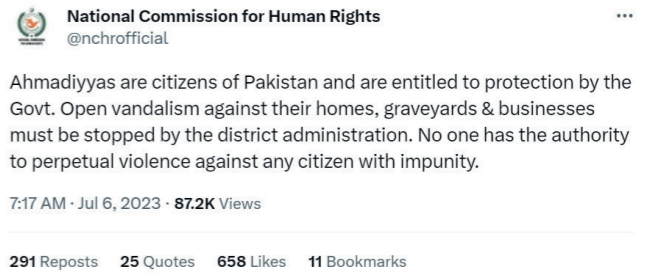 National Commission for Human Rights
@nchrofficial
Ahmadiyyas are citizens of Pakistan and are entitled to protection by the
Govt. Open vandalism against their homes, graveyards & businesses
must be stopped by the district administration. No one has the authority
to perpetual violence against any citizen with impunity.
7:17 AM · Jul 6, 2023 · 87.2K Views
291 Reposts 25 Quotes 658 Likes 11 Bookmarks